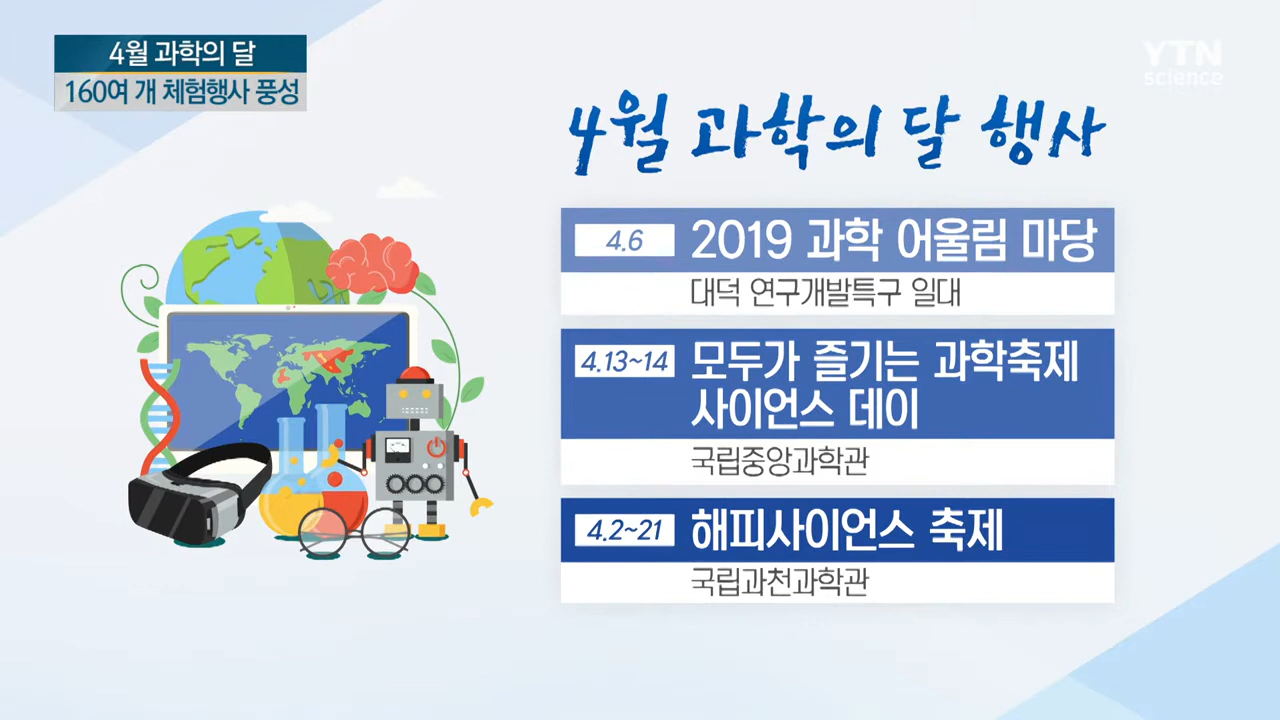 4월 과학의 달
160여 개 체험행사 풍성
YTN
science
4월 과학의 달 행사
4.6 2019 과학 어울림 마당
대덕 연구개발특구 일대
4.13~14 모두가 즐기는 과학축제
사이언스 데이
국립중앙과학관
4.2~21 해피사이언스 축제
국립과천과학관